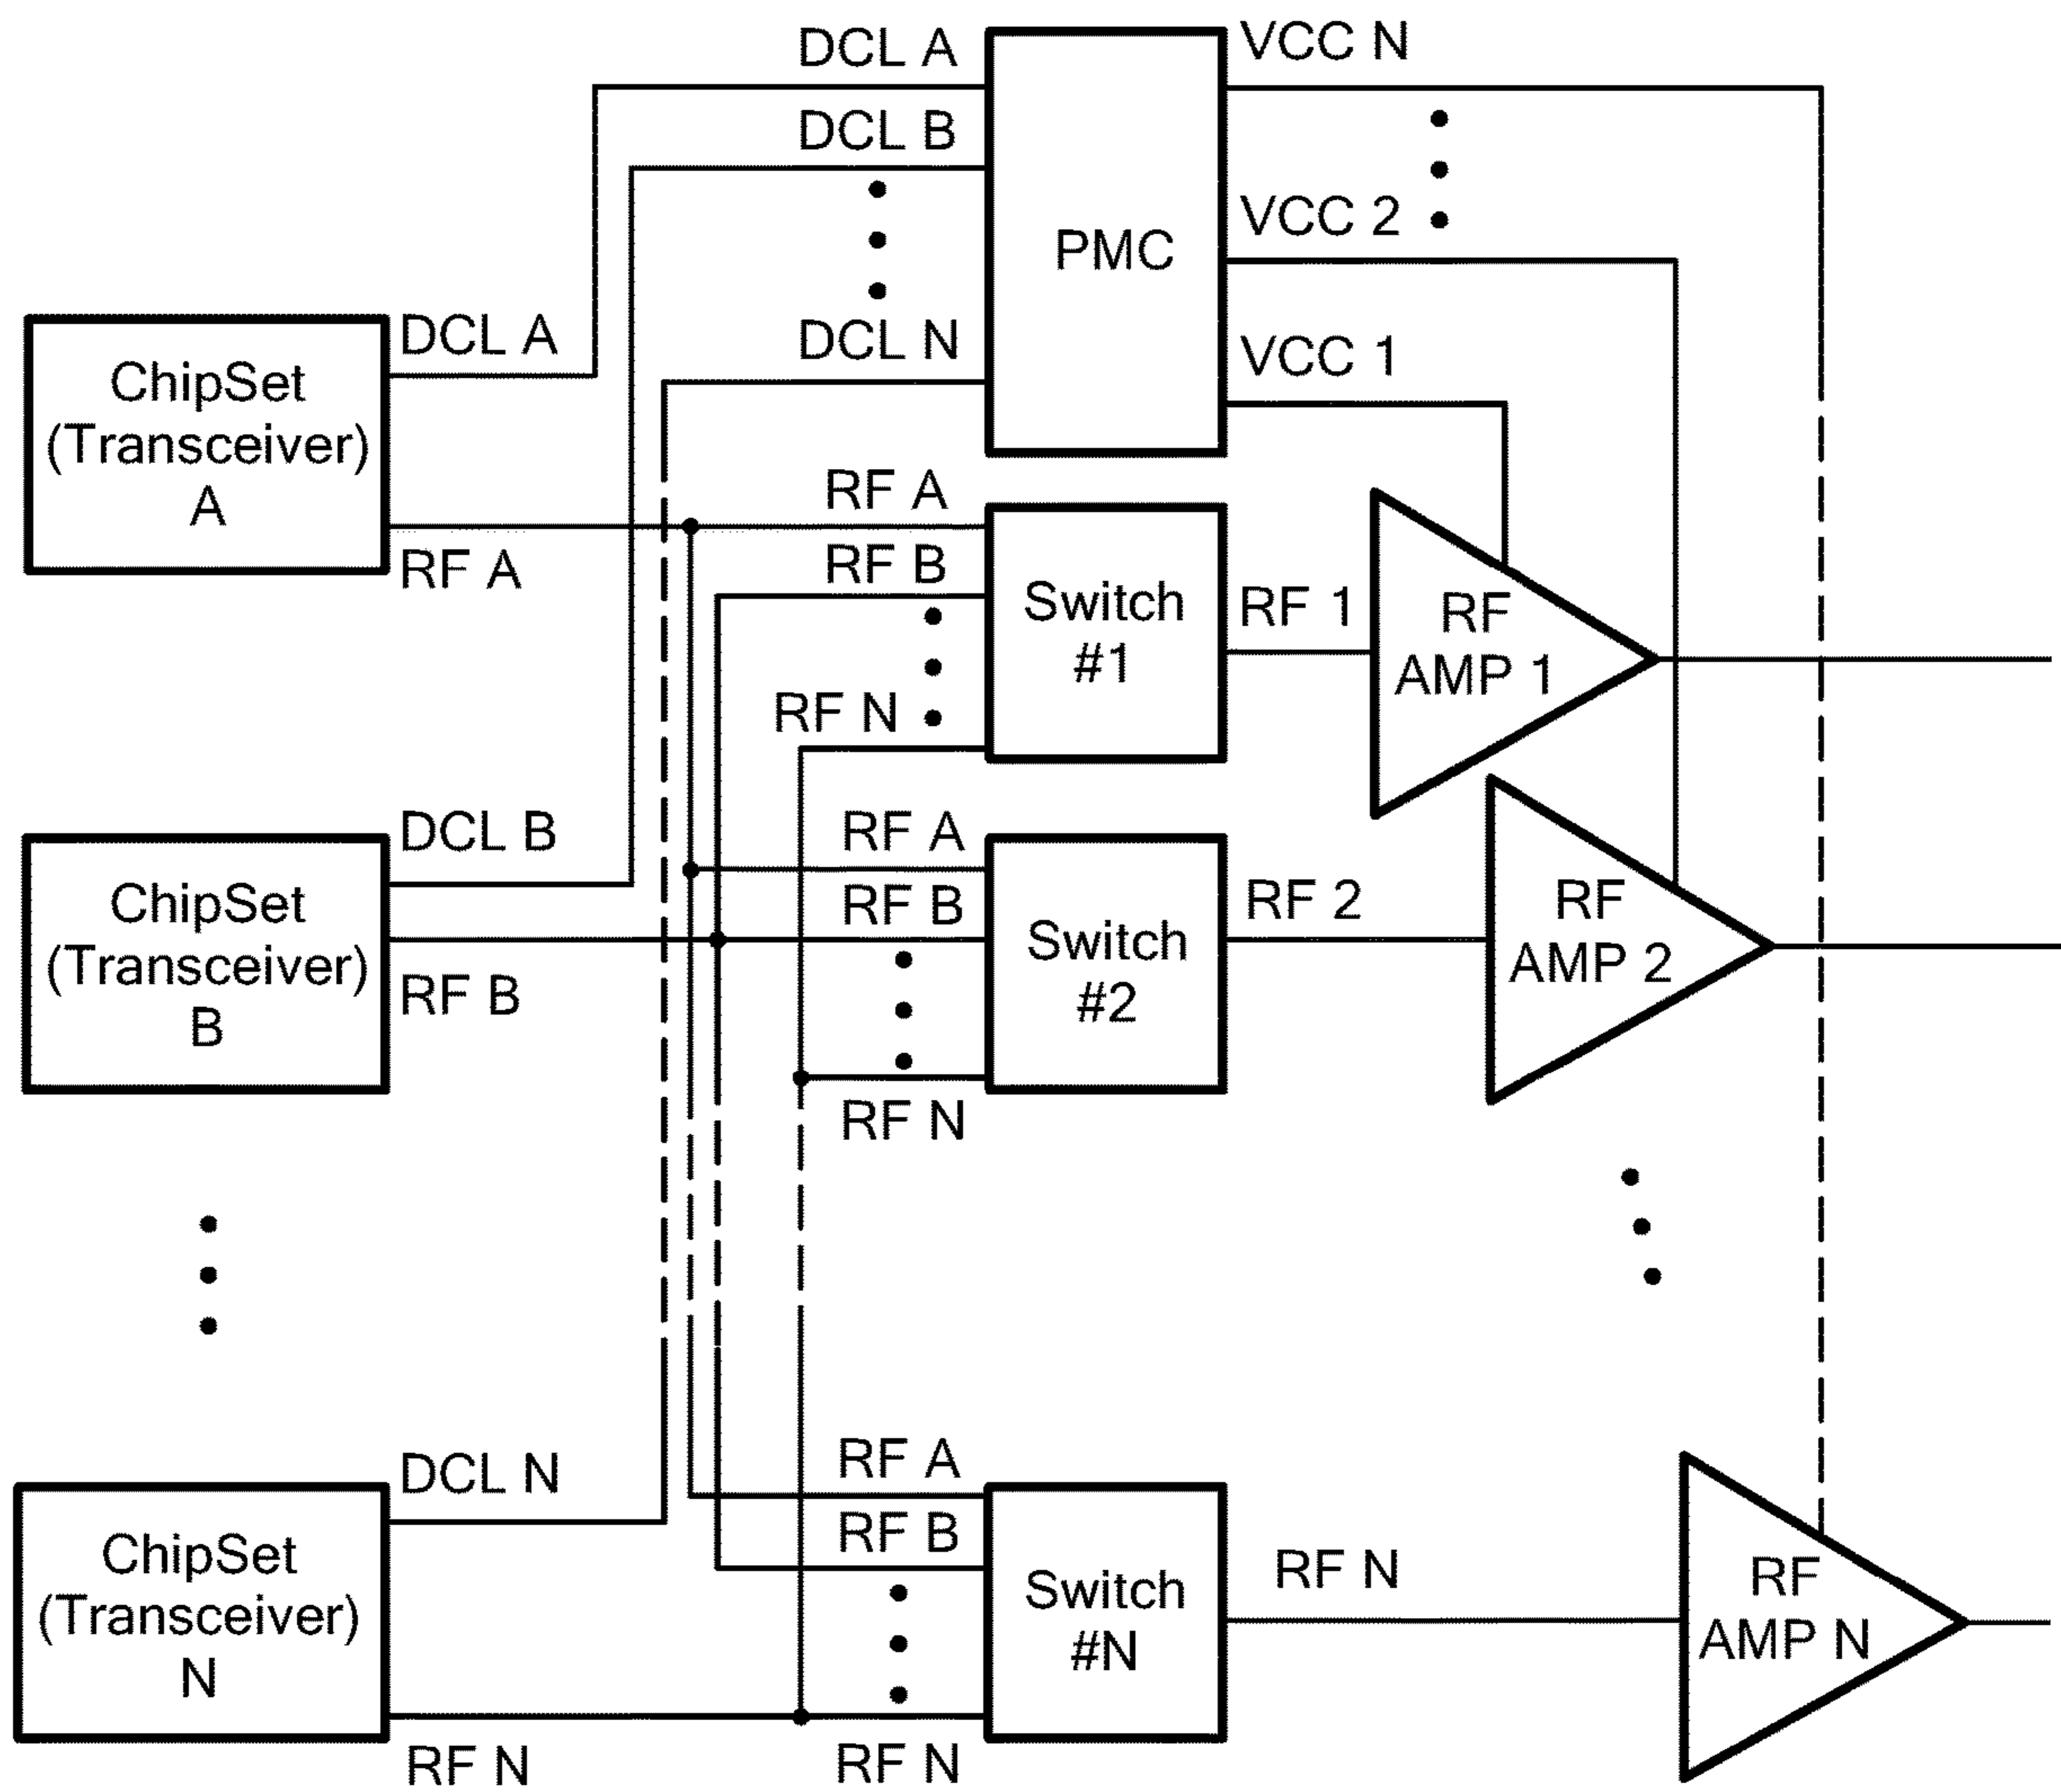 DCL A
VCC N
DCL B
VCC 2
PMC
DCL N
VCC 1
DCL A
ChipSet
(Transceiver)
A
RF A
RF A
RF B
RF N
Switch
#1
RF 1
RF
AMP 1
DCL B
ChipSet
(Transceiver)
B
RF B
RF A
RF B
RF N
Switch
#2
RF 2
RF
AMP 2
DCL N
ChipSet
(Transceiver)
N
RF N
RF A
RF B
RF N
Switch
#N
RF N
RF
AMP N